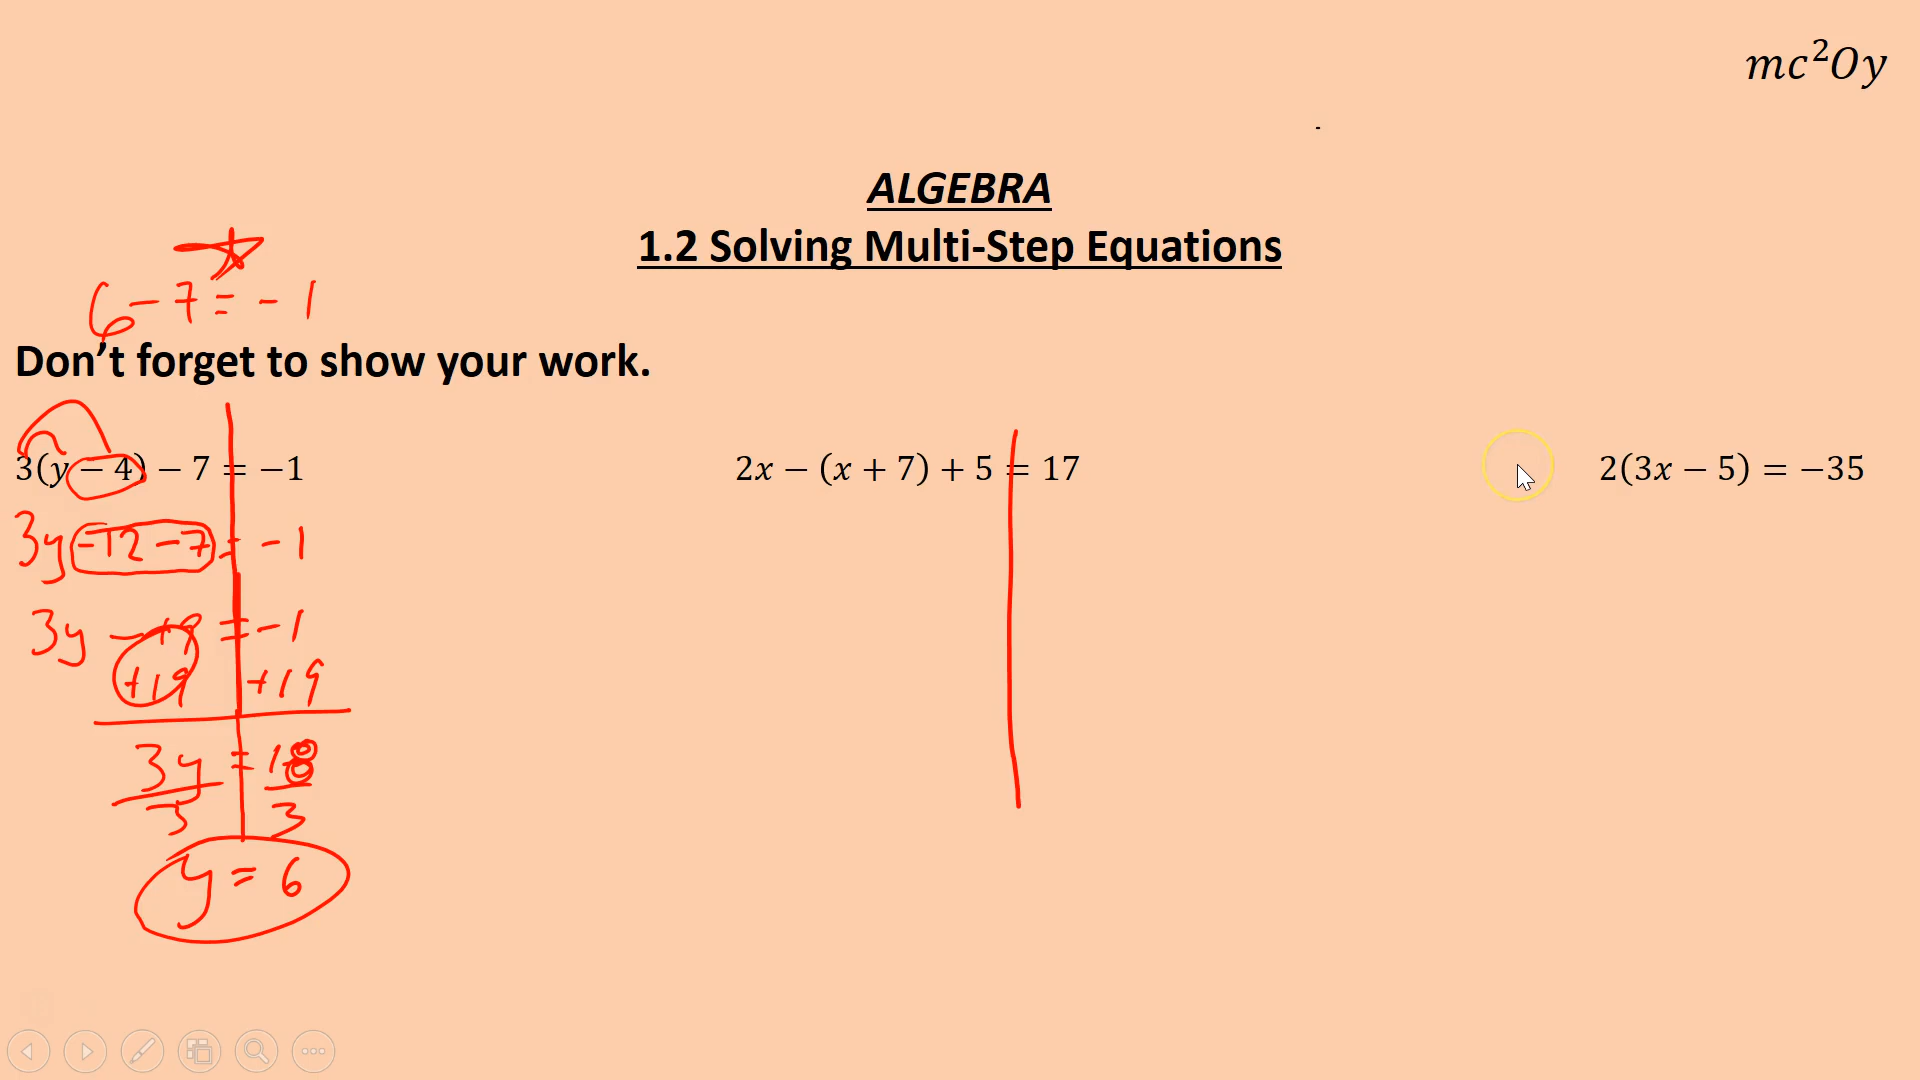 mc²Oy
ALGEBRA
1.2 Solving Multi-Step Equations
6 - 7 = - 1
Don't forget to show your work.
3(y − 4) − 7 = −1
3y - 12 - 7 = - 1
3y - 19 = - 1
+19 +19
3y = 18
3 3
y = 6
2x − (x + 7) + 5 = 17
2(3x − 5) = −35